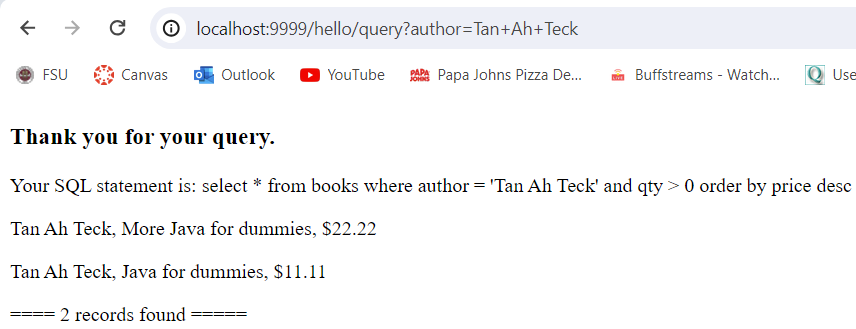 localhost:9999/hello/query?author=Tan+Ah+Teck
FSU Canvas Outlook YouTube PAPA JOHNS Papa Johns Pizza De... Buffstreams - Watch... Q Use
Thank you for your query.
Your SQL statement is: select * from books where author = 'Tan Ah Teck' and qty > 0 order by price desc
Tan Ah Teck, More Java for dummies, $22.22
Tan Ah Teck, Java for dummies, $11.11
==== 2 records found =====